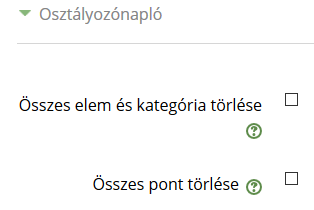 Osztályozónapló
Összes elem és kategória törlése
Összes pont törlése